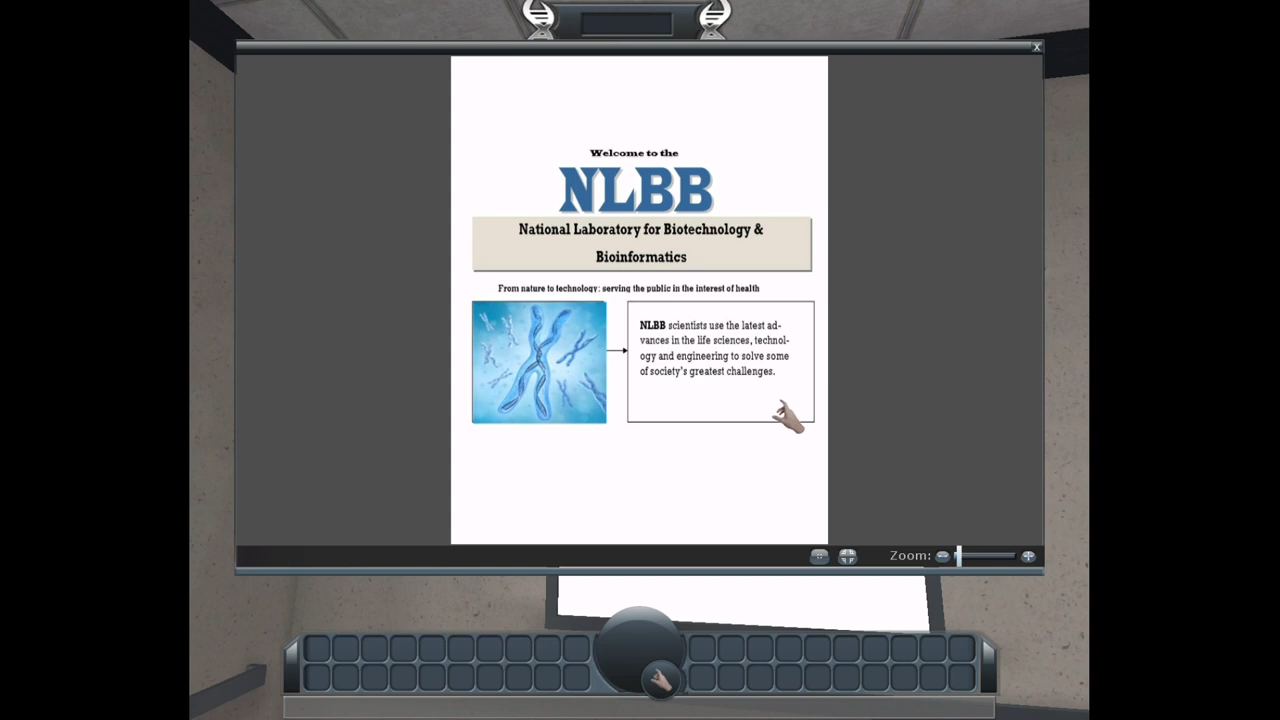 Welcome to the
NLBB
National Laboratory for Biotechnology &
Bioinformatics
From nature to technology: serving the public in the interest of health
NLBB scientists use the latest ad-
vances in the life sciences, technol-
ogy and engineering to solve some
of society's greatest challenges.
X
Zoom: